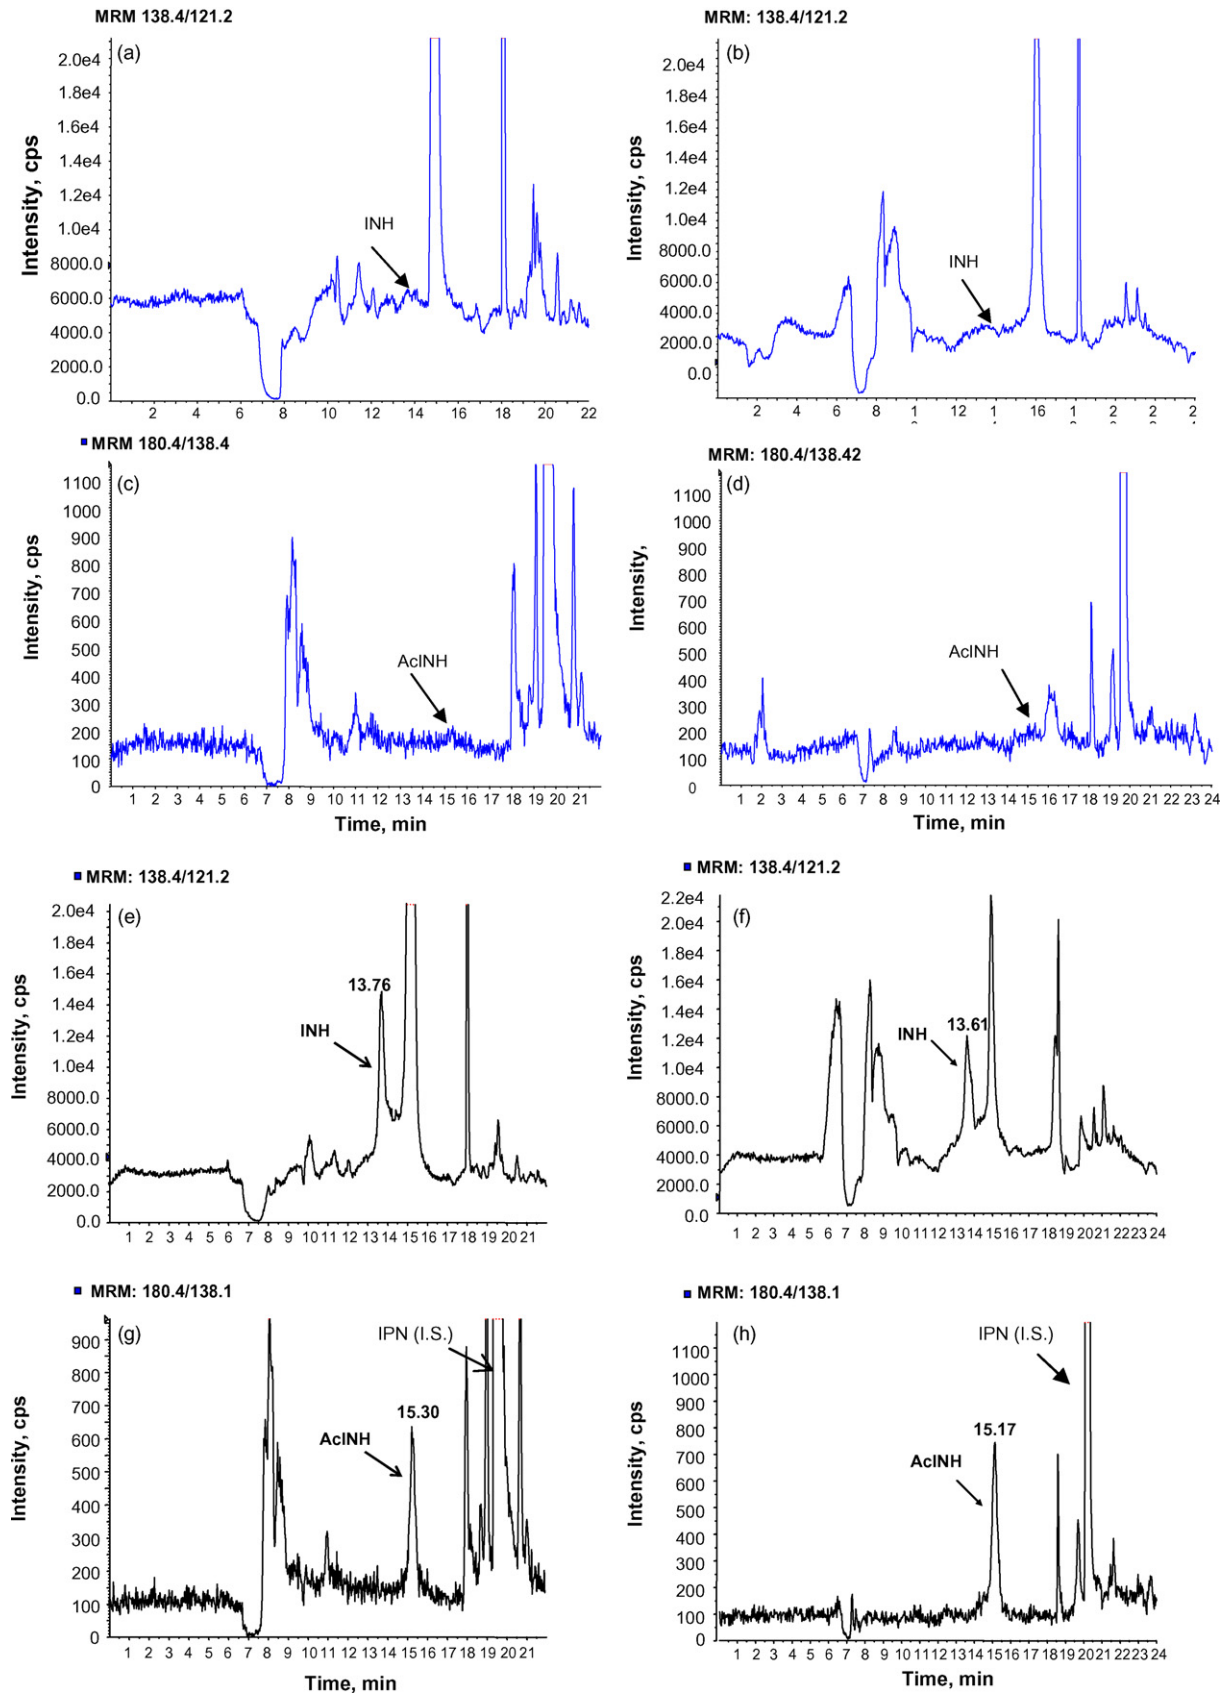 MRM 138.4/121.2
(a)
Intensity, cps
2.0e4
1.8e4
1.6e4
1.4e4
1.2e4
1.0e4
8000.0
6000.0
4000.0
2000.0
0.0
INH
2 4 6 8 10 12 14 16 18 20 22
MRM: 138.4/121.2
(b)
Intensity, cps
2.0e4
1.8e4
1.6e4
1.4e4
1.2e4
1.0e4
8000.0
6000.0
4000.0
2000.0
0.0
INH
2 4 6 8 1 12 1 16 1 2 2 2
MRM 180.4/138.4
(c)
Intensity, cps
1100
1000
900
800
700
600
500
400
300
200
100
0
AcINH
1 2 3 4 5 6 7 8 9 10 11 12 13 14 15 16 17 18 19 20 21
Time, min
MRM: 180.4/138.42
(d)
Intensity,
1100
1000
900
800
700
600
500
400
300
200
100
0
AcINH
1 2 3 4 5 6 7 8 9 10 11 12 13 14 15 16 17 18 19 20 21 22 23 24
Time, min
MRM: 138.4/121.2
(e)
Intensity, cps
2.0e4
1.8e4
1.6e4
1.4e4
1.2e4
1.0e4
8000.0
6000.0
4000.0
2000.0
0.0
13.76
INH
1 2 3 4 5 6 7 8 9 10 11 12 13 14 15 16 17 18 19 20 21
MRM: 138.4/121.2
(f)
Intensity, cps
2.2e4
2.0e4
1.8e4
1.6e4
1.4e4
1.2e4
1.0e4
8000.0
6000.0
4000.0
2000.0
0.0
13.61
INH
1 2 3 4 5 6 7 8 9 10 11 12 13 14 15 16 17 18 19 20 21 22 23 24
MRM: 180.4/138.1
(g)
Intensity, cps
900
800
700
600
500
400
300
200
100
0
IPN (I.S.)
15.30
AcINH
1 2 3 4 5 6 7 8 9 10 11 12 13 14 15 16 17 18 19 20 21
Time, min
MRM: 180.4/138.1
(h)
Intensity, cps
1100
1000
900
800
700
600
500
400
300
200
100
0
IPN (I.S.)
15.17
AcINH
1 2 3 4 5 6 7 8 9 10 11 12 13 14 15 16 17 18 19 20 21 22 23 24
Time, min